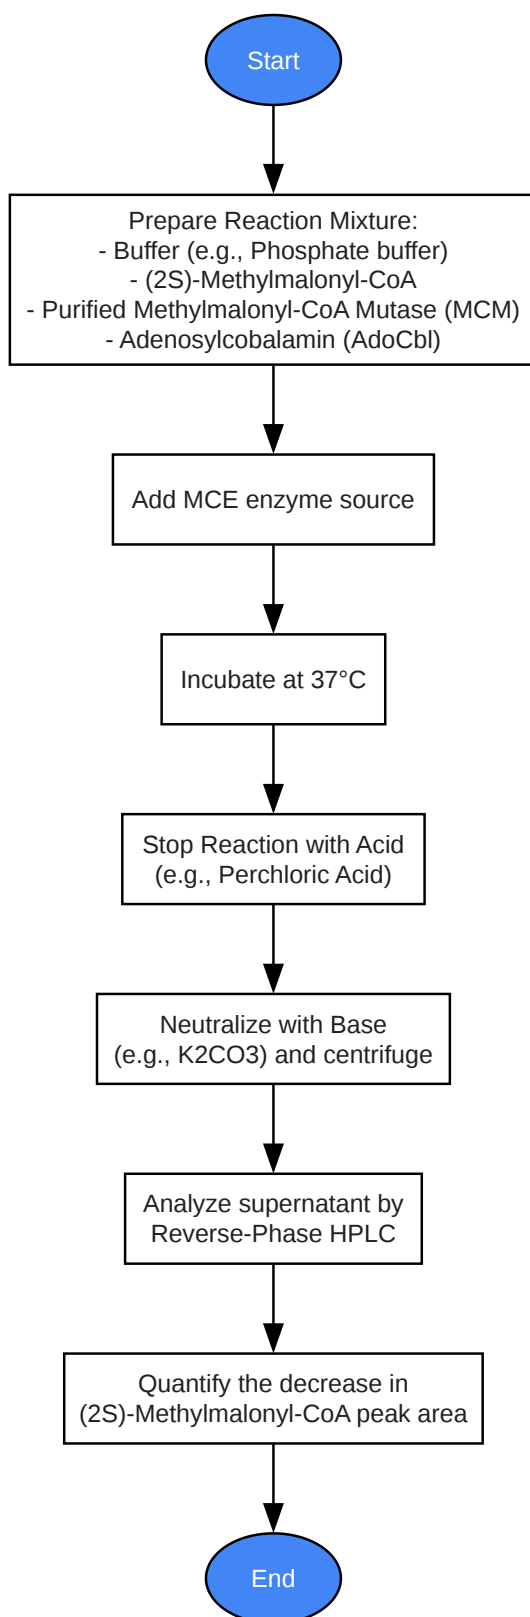 Start
Prepare Reaction Mixture:
- Buffer (e.g., Phosphate buffer)
- (2S)-Methylmalonyl-CoA
- Purified Methylmalonyl-CoA Mutase (MCM)
- Adenosylcobalamin (AdoCbl)
Add MCE enzyme source
Incubate at 37°C
Stop Reaction with Acid
(e.g., Perchloric Acid)
Neutralize with Base
(e.g., K2CO3) and centrifuge
Analyze supernatant by
Reverse-Phase HPLC
Quantify the decrease in
(2S)-Methylmalonyl-CoA peak area
End